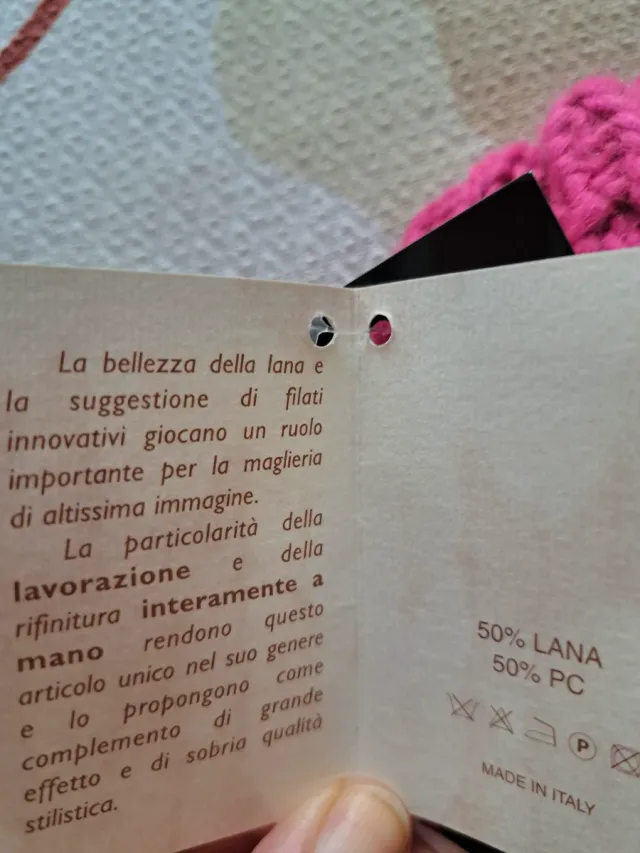 La bellezza della lana e
la suggestione di filati
innovativi giocano un ruolo
importante per la maglieria
di altissima immagine.
La particolarità della
lavorazione e della
rifinitura interamente a
mano rendono questo
articolo unico nel suo genere
e lo propongono come
complemento di grande
effetto e di sobria qualità
stilistica.
50% LANA
50% PC
P
MADE IN ITALY